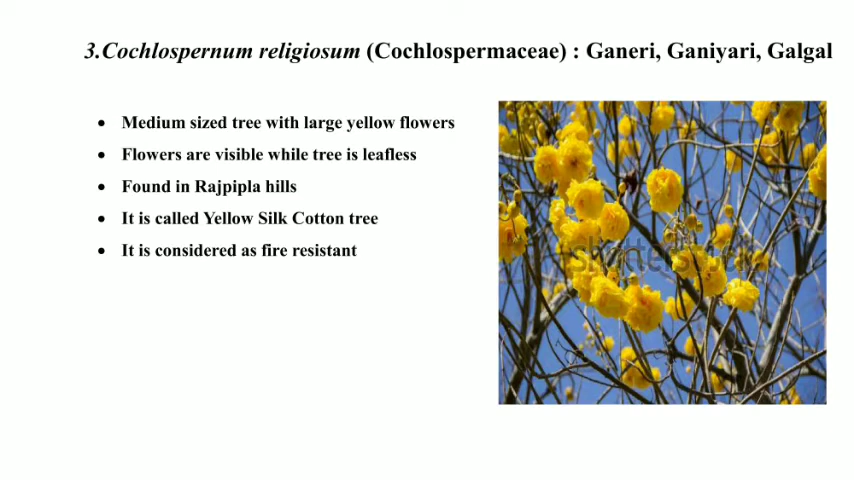 3.Cochlospernum religiosum (Cochlospermaceae) : Ganeri, Ganiyari, Galgal
• Medium sized tree with large yellow flowers
• Flowers are visible while tree is leafless
• Found in Rajpipla hills
• It is called Yellow Silk Cotton tree
• It is considered as fire resistant
shutterstock